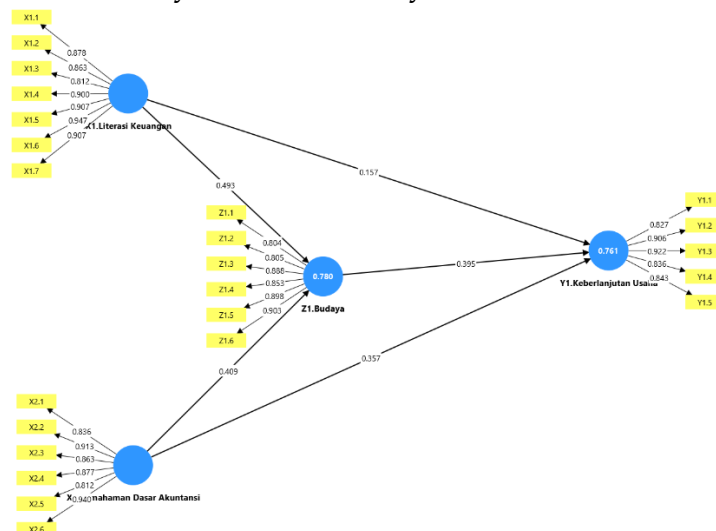 X1.1
X1.2
X1.3
X1.4
X1.5
X1.6
X1.7
0.878
0.863
0.812
0.900
0.907
0.947
0.907
X1.Literasi Keuangan
0.493
0.157
Z1.1
Z1.2
Z1.3
Z1.4
Z1.5
Z1.6
0.804
0.805
0.888
0.853
0.898
0.903
0.780
Z1.Budaya
0.395
0.409
0.357
Y1.1
Y1.2
Y1.3
Y1.4
Y1.5
0.827
0.906
0.922
0.836
0.843
0.761
Y1.Keberlanjutan
X2.1
X2.2
X2.3
X2.4
X2.5
X2.6
0.836
0.913
0.863
0.877
0.812
0.940
Dasar Akuntansi